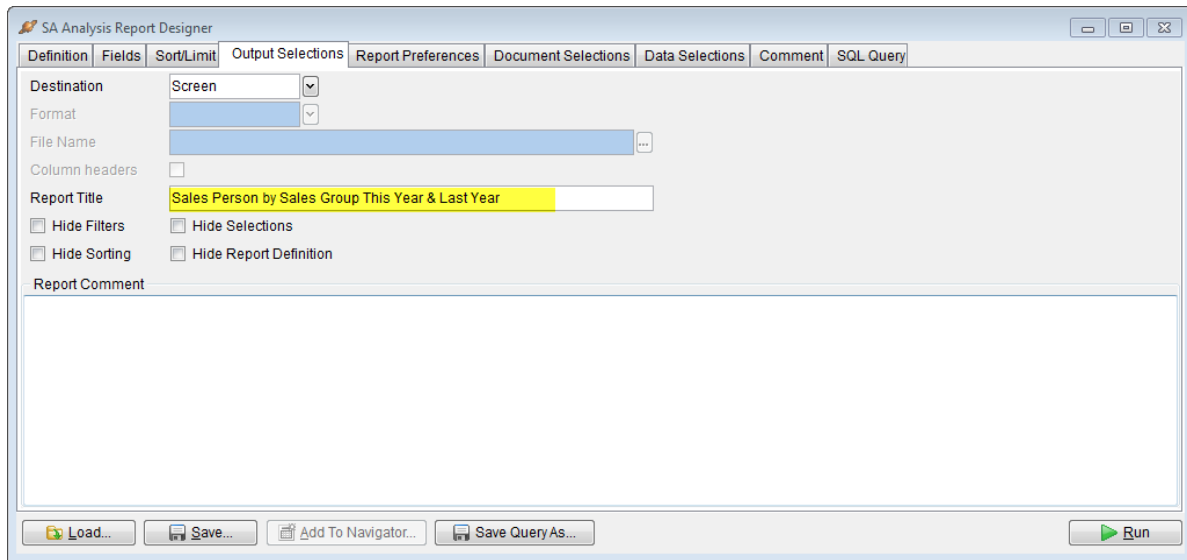 SA Analysis Report Designer
Definition Fields Sort/Limit Output Selections Report Preferences Document Selections Data Selections Comment SQL Query
Destination Screen
Format
File Name ...
Column headers
Report Title Sales Person by Sales Group This Year & Last Year
Hide Filters Hide Selections
Hide Sorting Hide Report Definition
Report Comment
Load... Save... Add To Navigator... Save Query As... Run